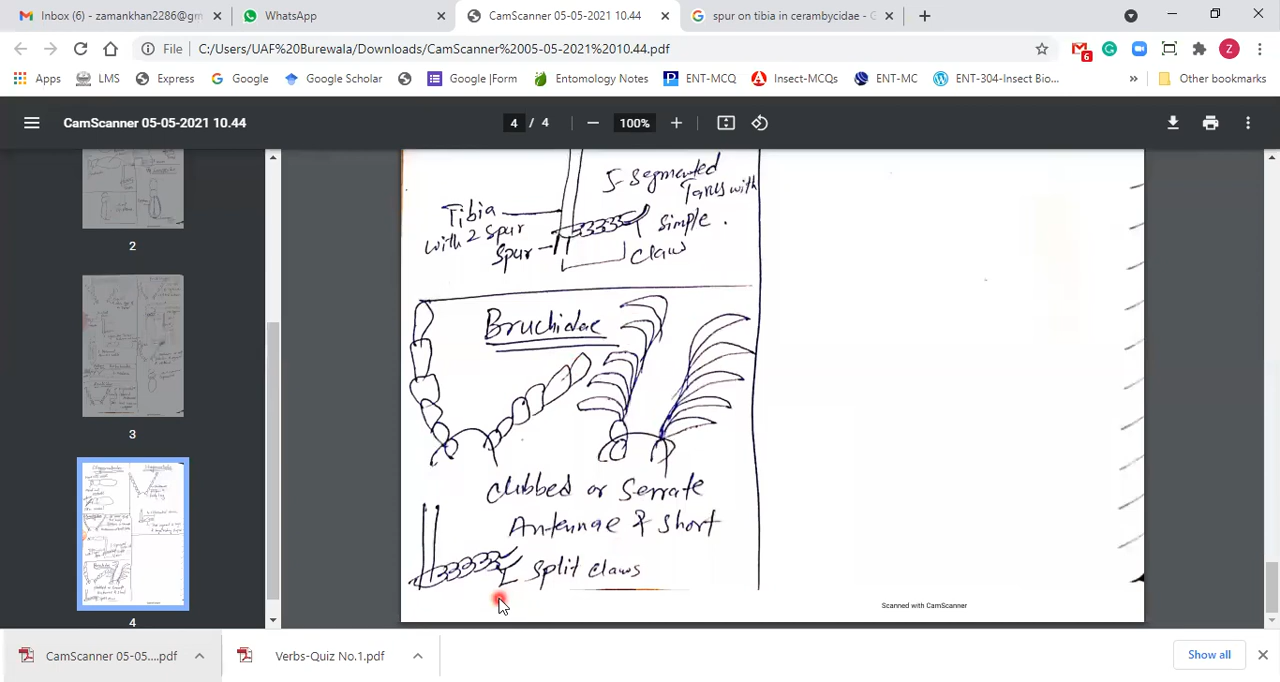 Inbox (6) - zamankhan2286@gm
WhatsApp
CamScanner 05-05-2021 10.44
spur on tibia in cerambycidae - G
File
C:/Users/UAF%20Burewala/Downloads/CamScanner%2005-05-2021%2010.44.pdf
6
Z
Apps
LMS
Express
Google
Google Scholar
Google |Form
Entomology Notes
ENT-MCQ
Insect-MCQs
ENT-MC
ENT-304-Insect Bio...
Other bookmarks
CamScanner 05-05-2021 10.44
4 / 4
100%
2
3
4
5-Segmented
Tarsus with
simple.
claws
Tibia
with 2 spur
Spur
Bruchidae
Clubbed or Serrate
Antennae & short
split claws
Scanned with CamScanner
CamScanner 05-05....pdf
Verbs-Quiz No.1.pdf
Show all